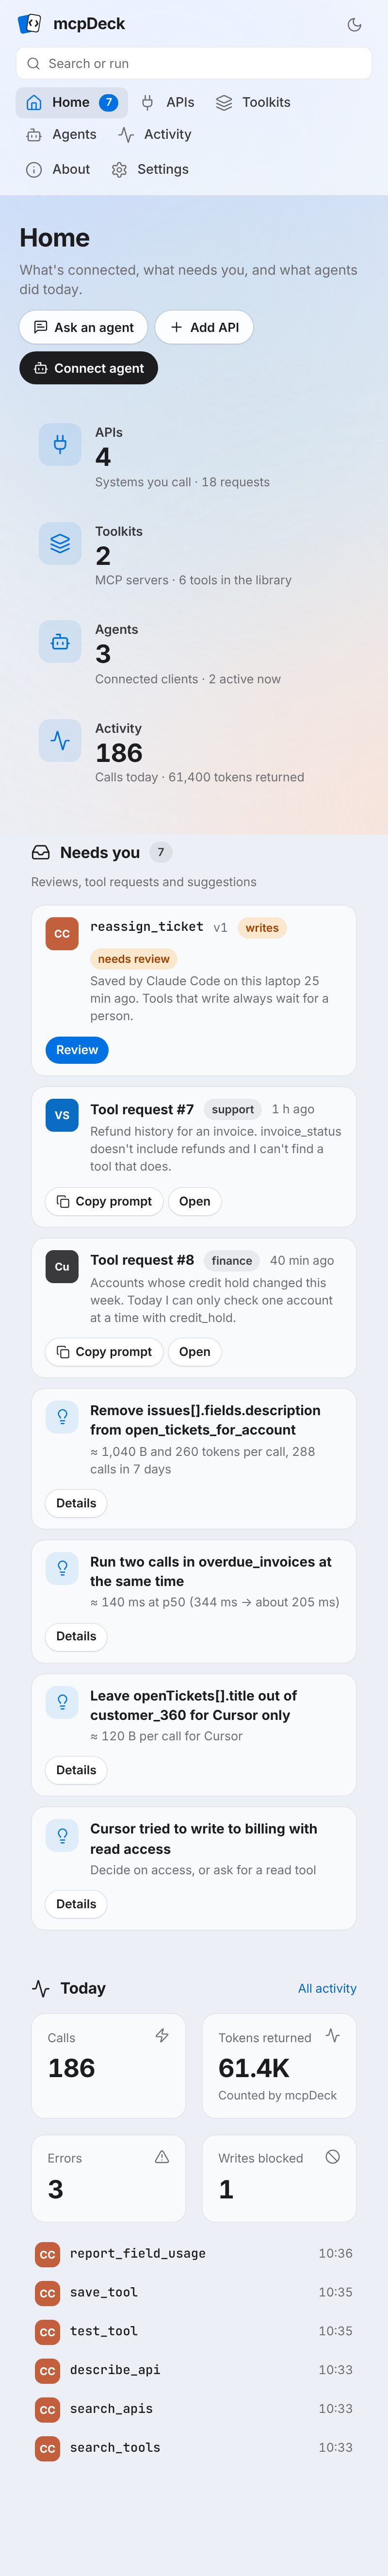 mcpDeck
Search or run
Home 7 APIs Toolkits
Agents Activity
About Settings
Home
What's connected, what needs you, and what agents
did today.
Ask an agent Add API
Connect agent
APIs
4
Systems you call · 18 requests
Toolkits
2
MCP servers · 6 tools in the library
Agents
3
Connected clients · 2 active now
Activity
186
Calls today · 61,400 tokens returned
Needs you 7
Reviews, tool requests and suggestions
CC reassign_ticket v1 writes
needs review
Saved by Claude Code on this laptop 25
min ago. Tools that write always wait for a
person.
Review
VS Tool request #7 support 1 h ago
Refund history for an invoice. invoice_status
doesn't include refunds and I can't find a
tool that does.
Copy prompt Open
Cu Tool request #8 finance 40 min ago
Accounts whose credit hold changed this
week. Today I can only check one account
at a time with credit_hold.
Copy prompt Open
Remove issues[].fields.description
from open_tickets_for_account
≈ 1,040 B and 260 tokens per call, 288
calls in 7 days
Details
Run two calls in overdue_invoices at
the same time
≈ 140 ms at p50 (344 ms → about 205 ms)
Details
Leave openTickets[].title out of
customer_360 for Cursor only
≈ 120 B per call for Cursor
Details
Cursor tried to write to billing with
read access
Decide on access, or ask for a read tool
Details
Today All activity
Calls
186
Tokens returned
61.4K
Counted by mcpDeck
Errors
3
Writes blocked
1
CC report_field_usage 10:36
CC save_tool 10:35
CC test_tool 10:35
CC describe_api 10:33
CC search_apis 10:33
CC search_tools 10:33